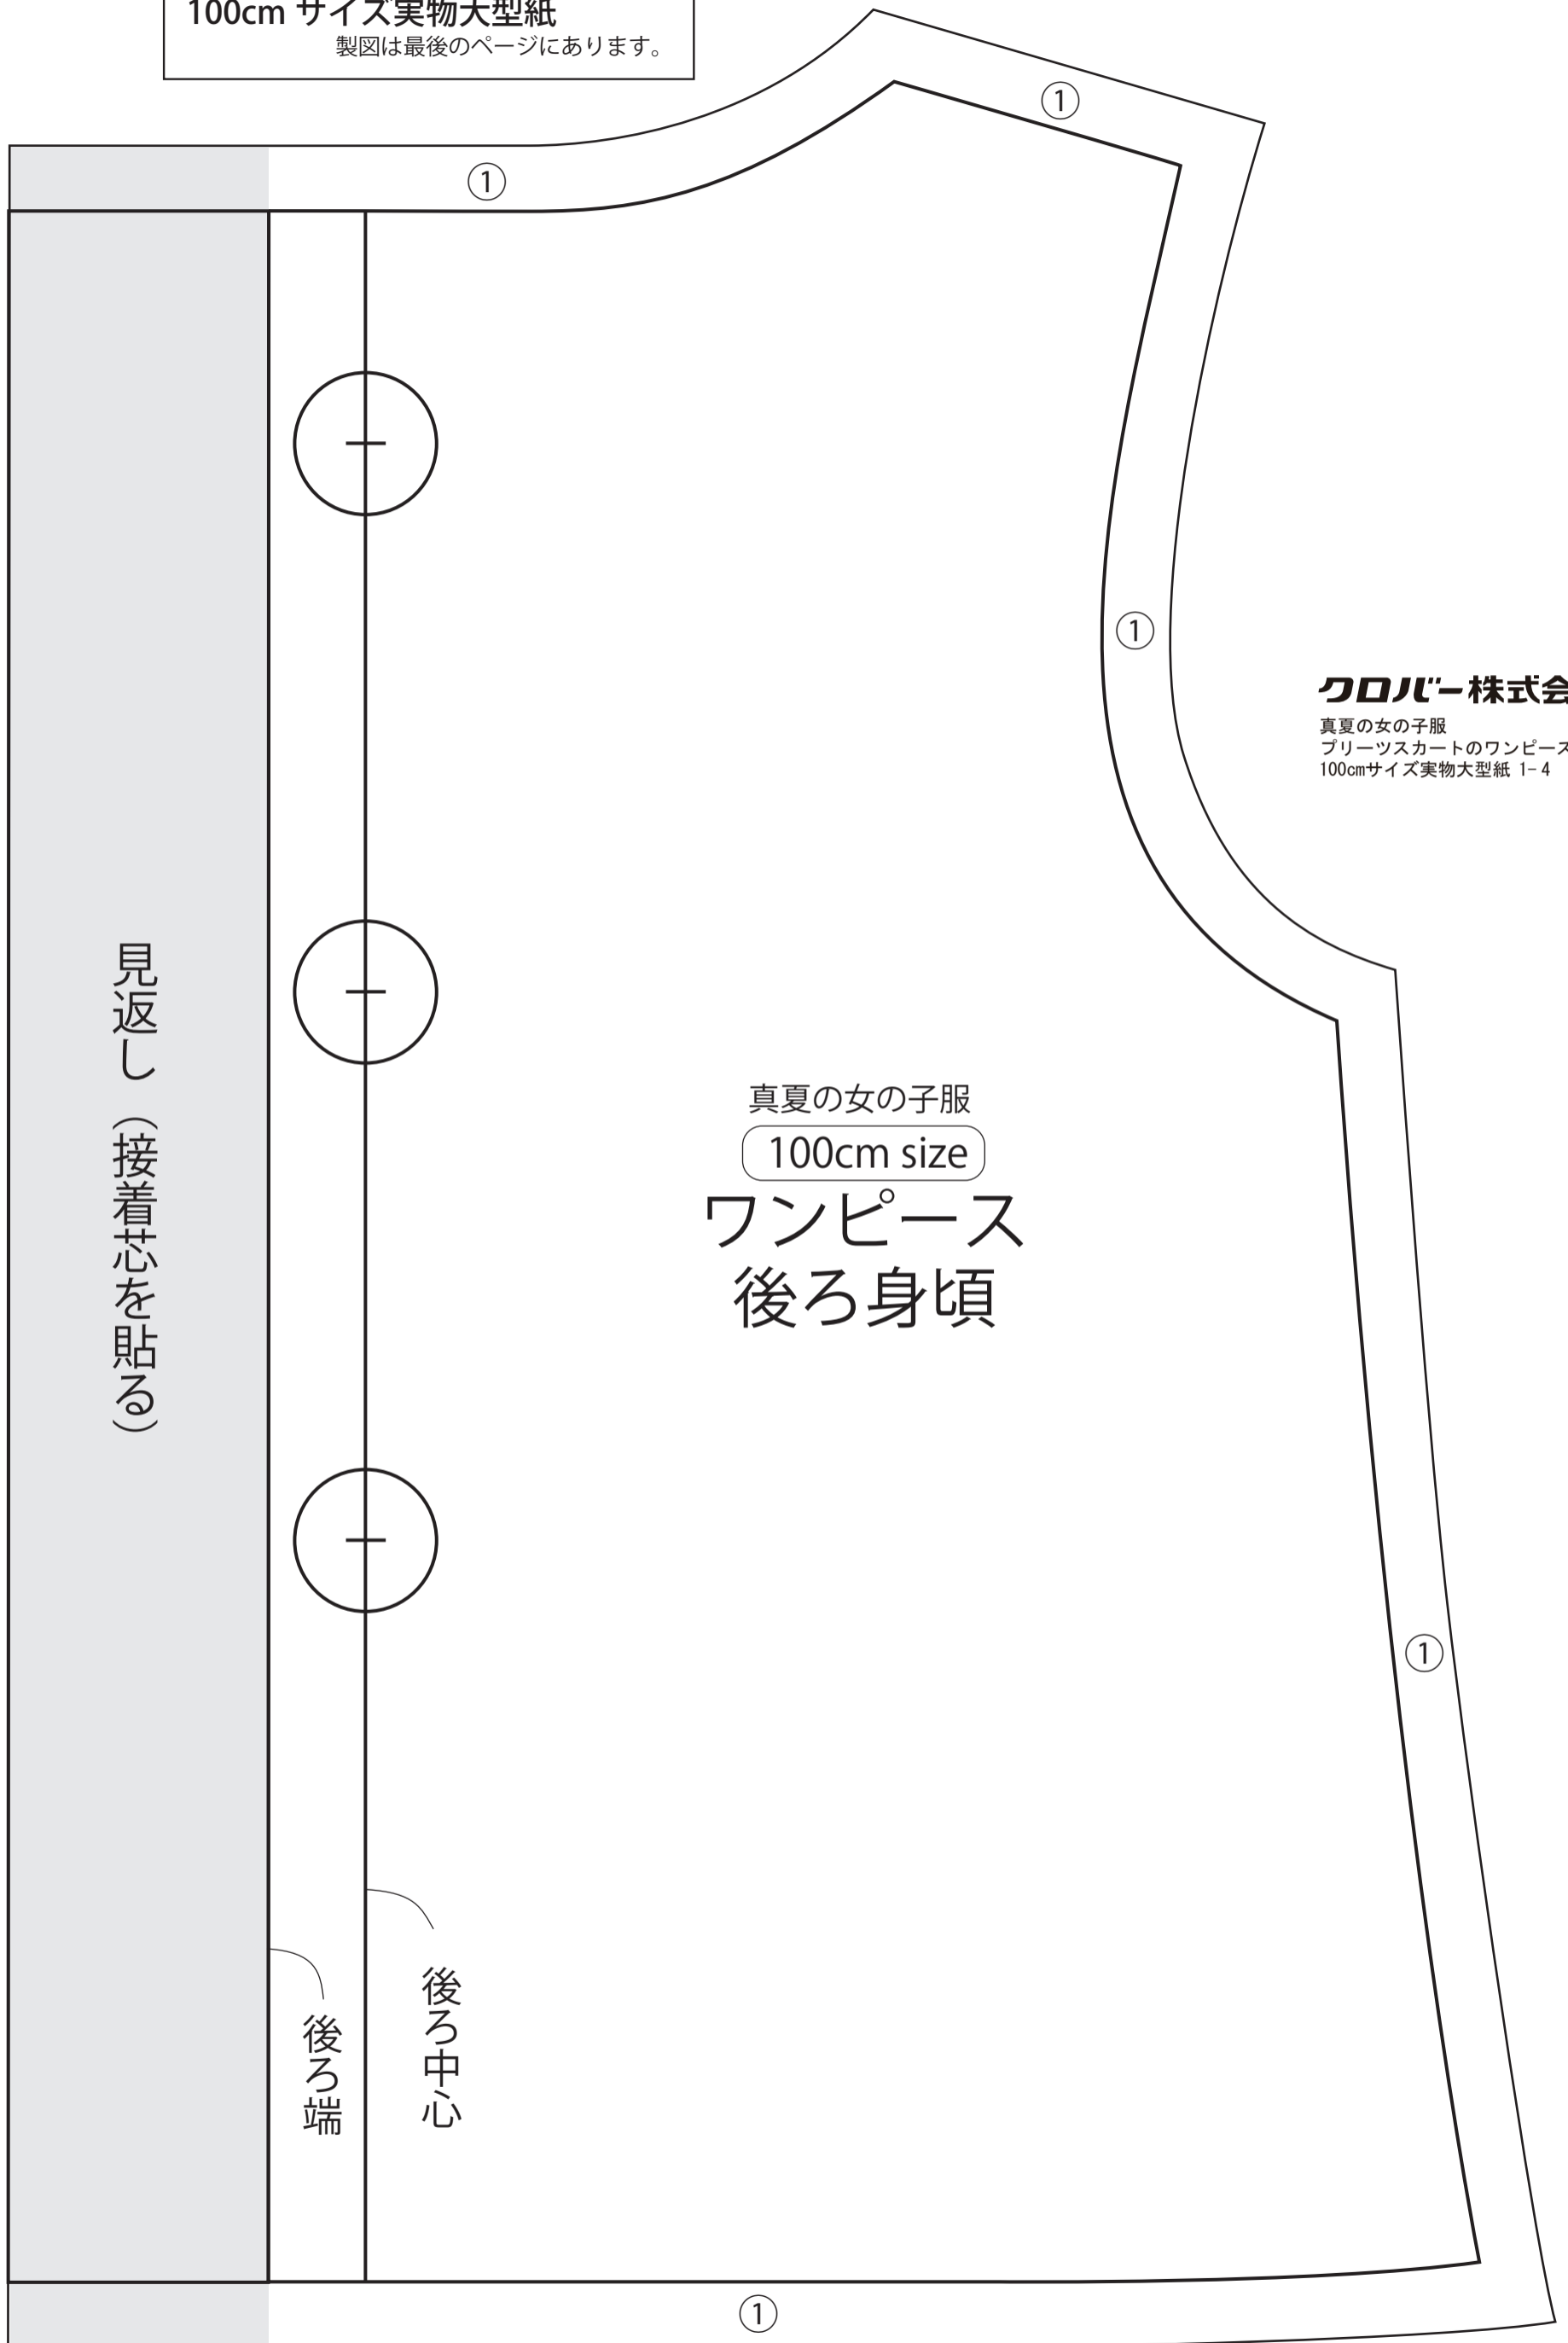 100cm サイズ実物大型紙
製図は最後のページにあります。
①
①
①
クロバー株式会
真夏の女の子服
プリーツスカートのワンピース
100cmサイズ実物大型紙 1-4
見返し（接着芯を貼る）
真夏の女の子服
100cm size
ワンピース
後ろ身頃
①
後ろ中心
後ろ端
①